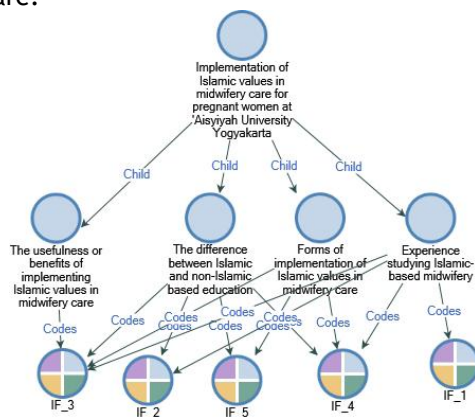 are.
Implementation of
Islamic values in
midwifery care for
pregnant women at
'Aisyiyah University
Yogyakarta
Child
Child
Child
Child
The usefulness or
benefits of
implementing
Islamic values in
midwifery care
The difference
between Islamic
and non-Islamic
based education
Forms of
implementation of
Islamic values in
midwifery care
Experience
studying Islamic-
based midwifery
Codes
Codes
Codes
Codes
Codes
Codes
Codes
Codes
Codes
Codes
IF_3
IF_2
IF_5
IF_4
IF_1